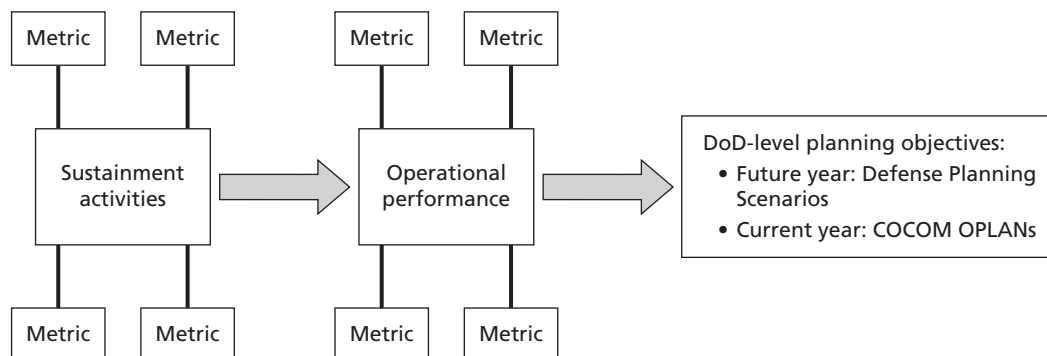 Metric
Metric
Metric
Metric
Sustainment
activities
Operational
performance
DoD-level planning objectives:
• Future year: Defense Planning
Scenarios
• Current year: COCOM OPLANs
Metric
Metric
Metric
Metric